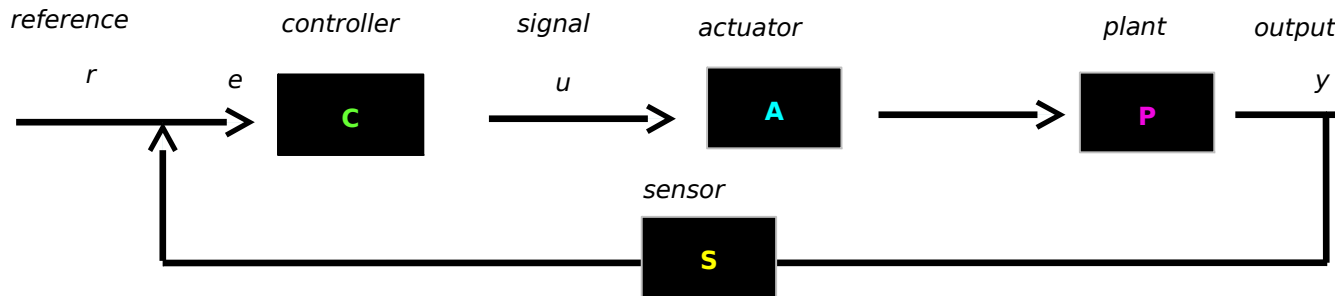 reference
controller
signal
actuator
plant
output
r
e
u
y
C
A
P
sensor
S